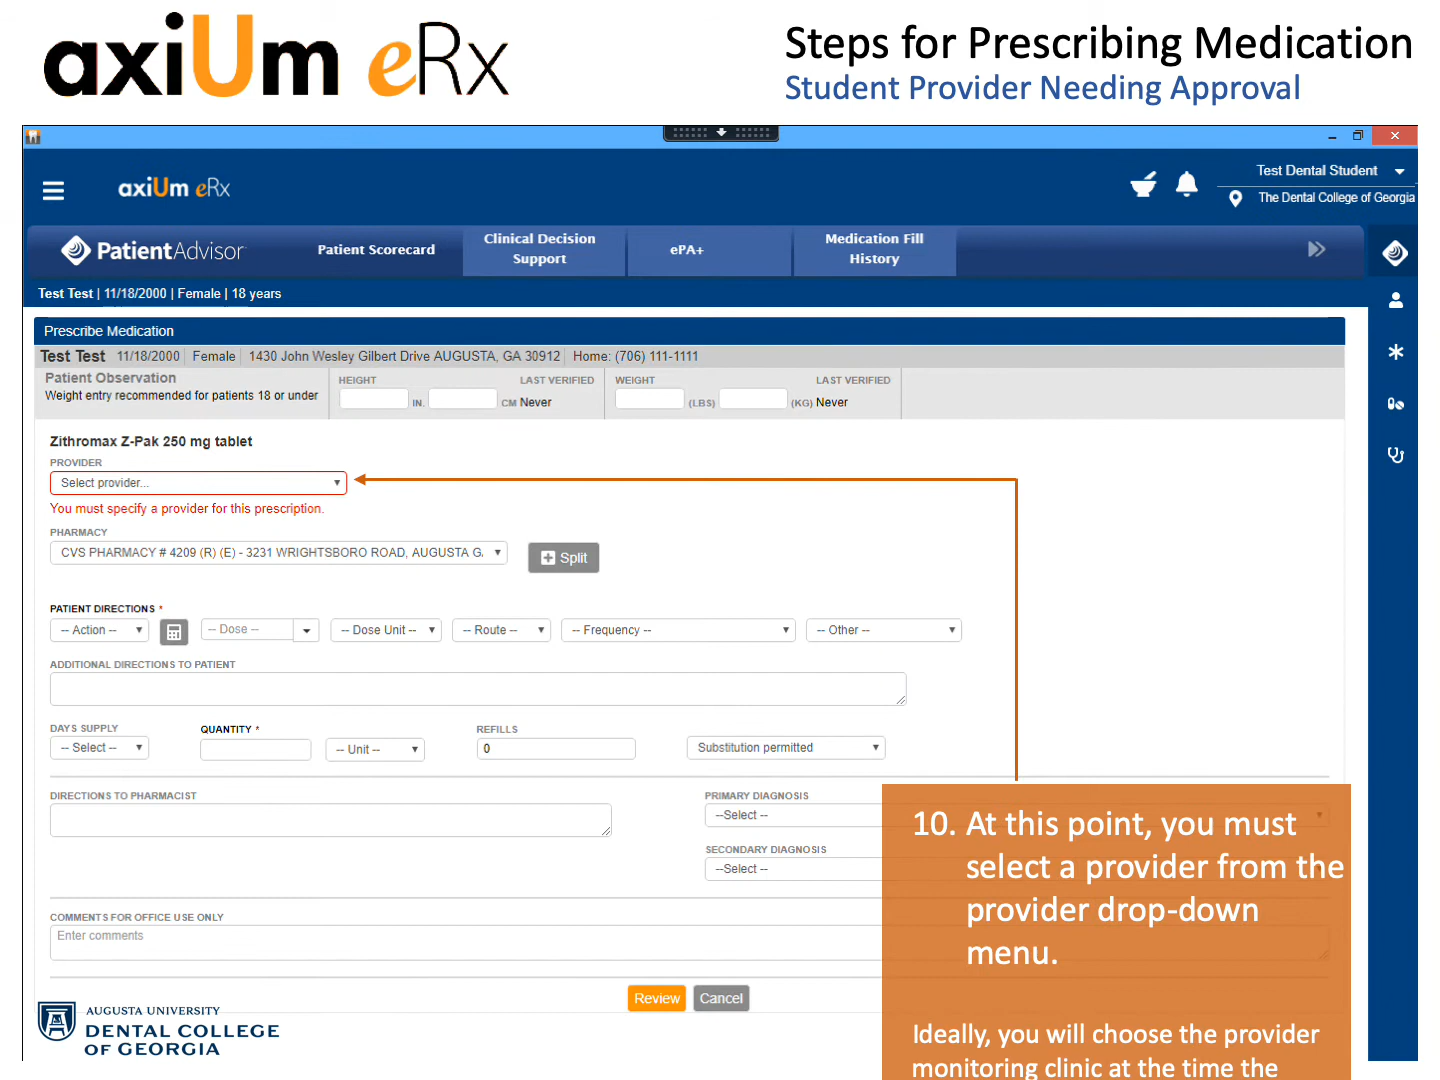 axiUm eRx
Steps for Prescribing Medication
Student Provider Needing Approval
axiUm eRx
Test Dental Student
The Dental College of Georgia
PatientAdvisor
Patient Scorecard
Clinical Decision
Support
ePA+
Medication Fill
History
Test Test | 11/18/2000 | Female | 18 years
Prescribe Medication
Test Test 11/18/2000 Female 1430 John Wesley Gilbert Drive AUGUSTA, GA 30912 Home: (706) 111-1111
Patient Observation
Weight entry recommended for patients 18 or under
HEIGHT LAST VERIFIED
IN. CM Never
WEIGHT LAST VERIFIED
(LBS) (KG) Never
Zithromax Z-Pak 250 mg tablet
PROVIDER
Select provider...
You must specify a provider for this prescription.
PHARMACY
CVS PHARMACY # 4209 (R) (E) - 3231 WRIGHTSBORO ROAD, AUGUSTA G.
Split
PATIENT DIRECTIONS *
-- Action -- -- Dose -- -- Dose Unit -- -- Route -- -- Frequency -- -- Other --
ADDITIONAL DIRECTIONS TO PATIENT
DAYS SUPPLY QUANTITY * REFILLS
-- Select -- -- Unit -- 0 Substitution permitted
DIRECTIONS TO PHARMACIST
PRIMARY DIAGNOSIS
--Select --
SECONDARY DIAGNOSIS
--Select --
COMMENTS FOR OFFICE USE ONLY
Enter comments
Review Cancel
10. At this point, you must
select a provider from the
provider drop-down
menu.
Ideally, you will choose the provider
monitoring clinic at the time the
AUGUSTA UNIVERSITY
DENTAL COLLEGE
OF GEORGIA